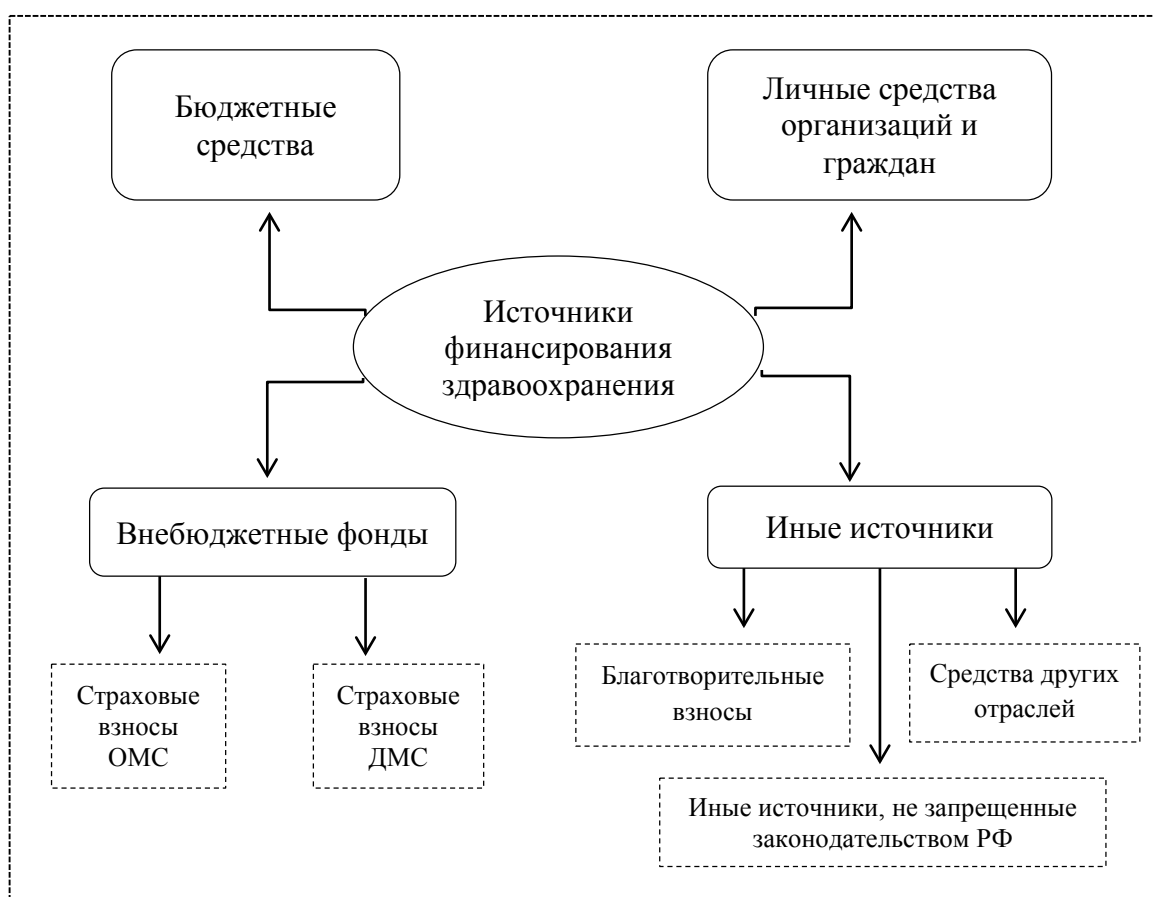 Бюджетные
средства
Личные средства
организаций и
граждан
Источники
финансирования
здравоохранения
Внебюджетные фонды
Иные источники
Страховые
взносы
ОМС
Страховые
взносы
ДМС
Благотворительные
взносы
Средства других
отраслей
Иные источники, не запрещенные
законодательством РФ